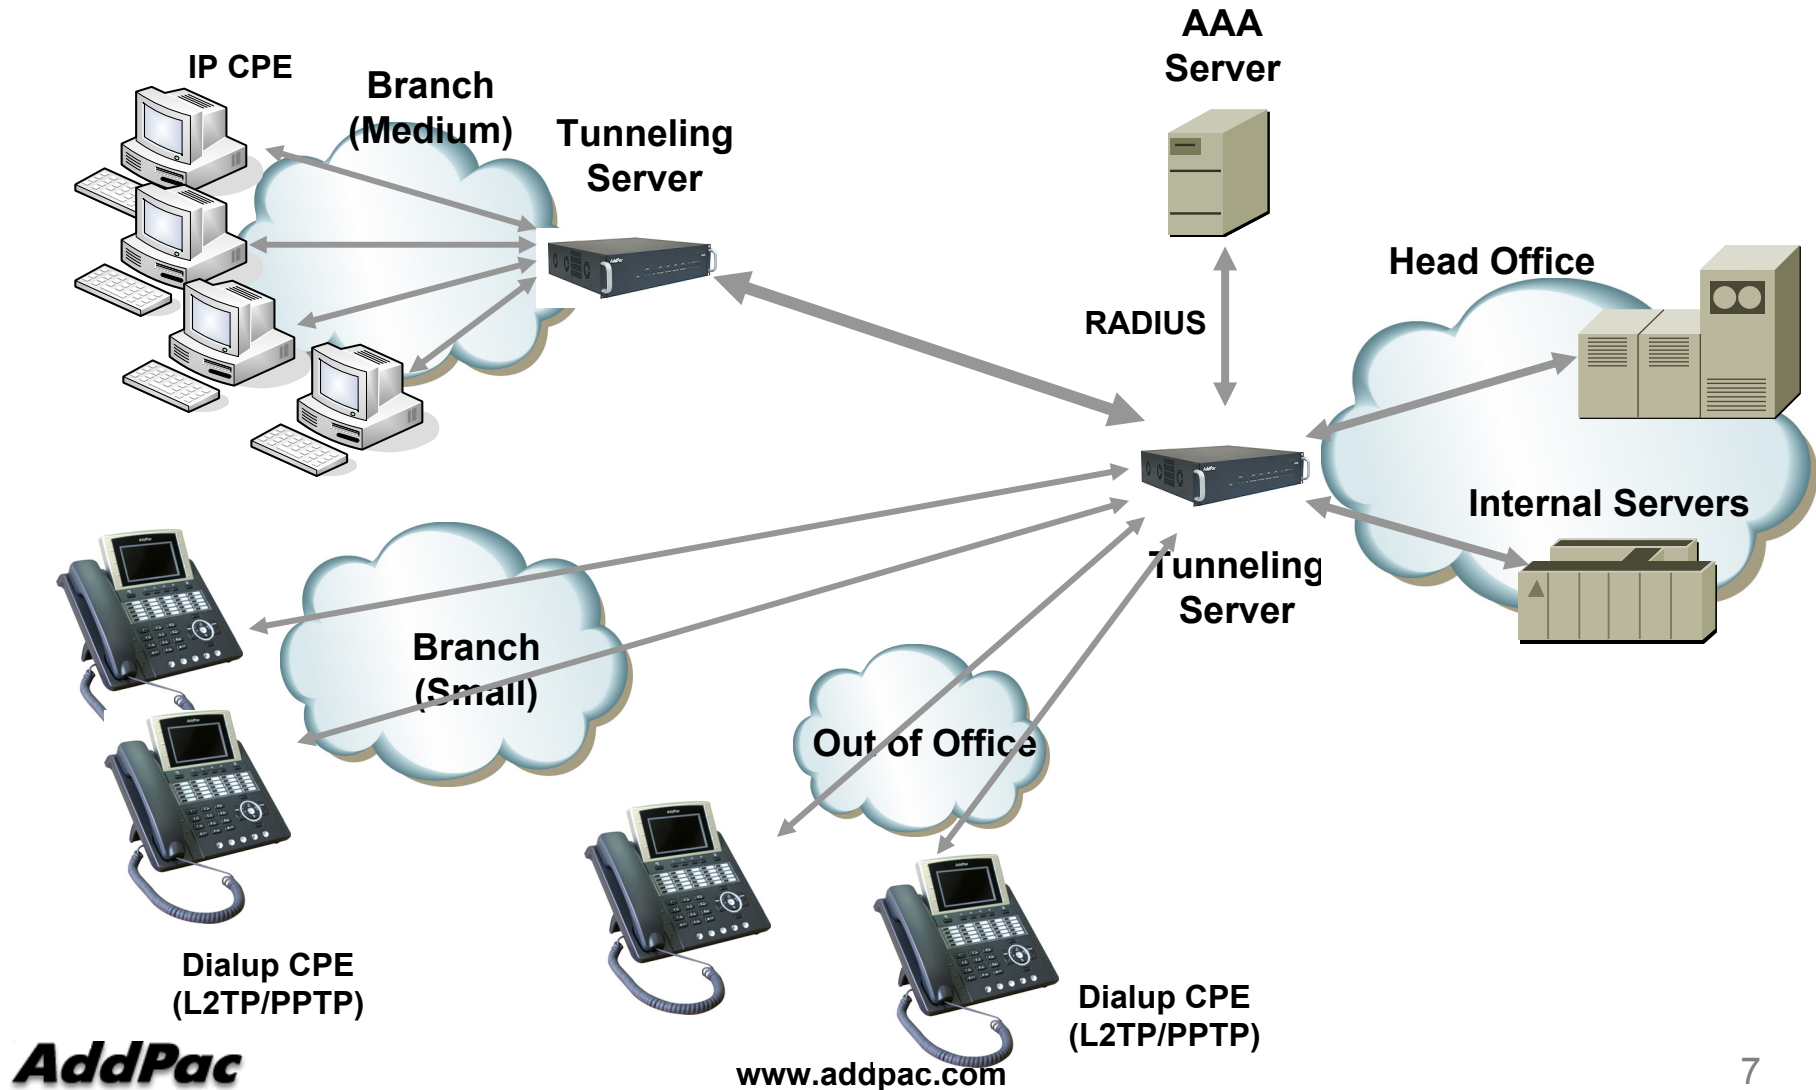 AAA
Server
IP CPE
Branch
(Medium)
Tunneling
Server
Head Office
RADIUS
Internal Servers
Tunneling
Server
Branch
(Small)
Out of Office
Dialup CPE
(L2TP/PPTP)
Dialup CPE
(L2TP/PPTP)
AddPac
www.addpac.com
7